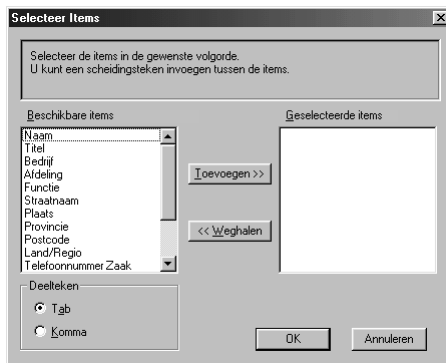 Selecteer Items
Selecteer de items in de gewenste volgorde.
U kunt een scheidingsteken invoegen tussen de items.
Beschikbare items
Geselecteerde items
Naam
Titel
Bedrijf
Afdeling
Functie
Straatnaam
Plaats
Provincie
Postcode
Land/Regio
Telefoonnummer Zaak
Toevoegen >>
<< Weghalen
Deelteken
Tab
Komma
OK
Annuleren